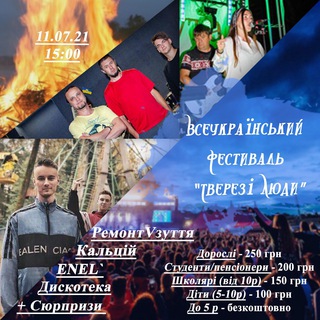 11.07.21
15:00
Всеукраїнський
фестиваль
"Тверезі Люди"
РемонтVзуття
Кальцій
ENEL`
Дискотека
+ Сюрпризи
Дорослі - 250 грн
Студенти/пенсіонери - 200 грн
Школярі (від 10р) - 150 грн
Діти (5-10р) - 100 грн
До 5 р - безкоштовно